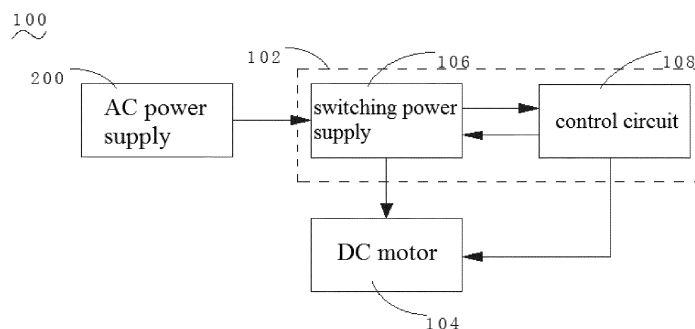 100
102
106
108
200
AC power
supply
switching power
supply
control circuit
DC motor
104